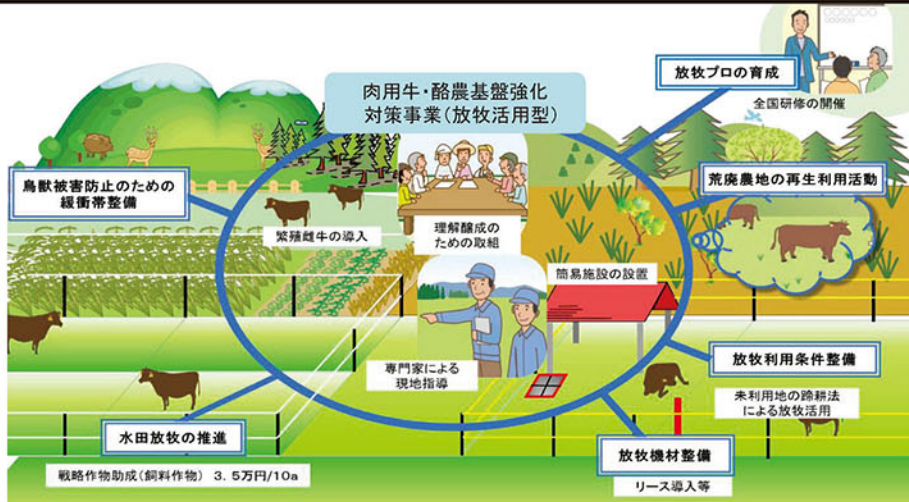 肉用牛・酪農基盤強化
対策事業(放牧活用型)
放牧プロの育成
全国研修の開催
鳥獣被害防止のための
緩衝帯整備
荒廃農地の再生利用活動
繁殖雌牛の導入
理解醸成の
ための取組
簡易施設の設置
専門家による
現地指導
放牧利用条件整備
未利用地の蹄耕法
による放牧活用
水田放牧の推進
戦略作物助成(飼料作物) 3.5万円/10a
放牧機材整備
リース導入等